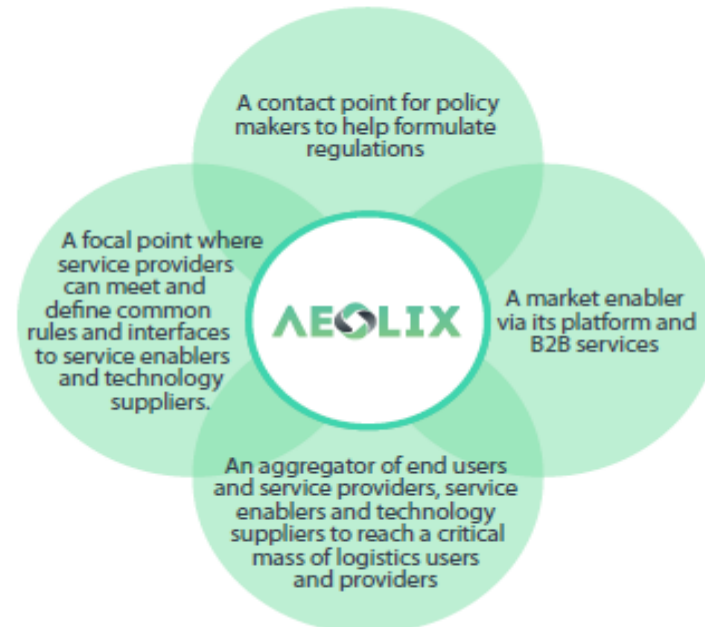 A contact point for policy
makers to help formulate
regulations
A focal point where
service providers
can meet and
define common
rules and interfaces
to service enablers
and technology
suppliers.
AEOLIX
A market enabler
via its platform and
B2B services
An aggregator of end users
and service providers, service
enablers and technology
suppliers to reach a critical
mass of logistics users
and providers